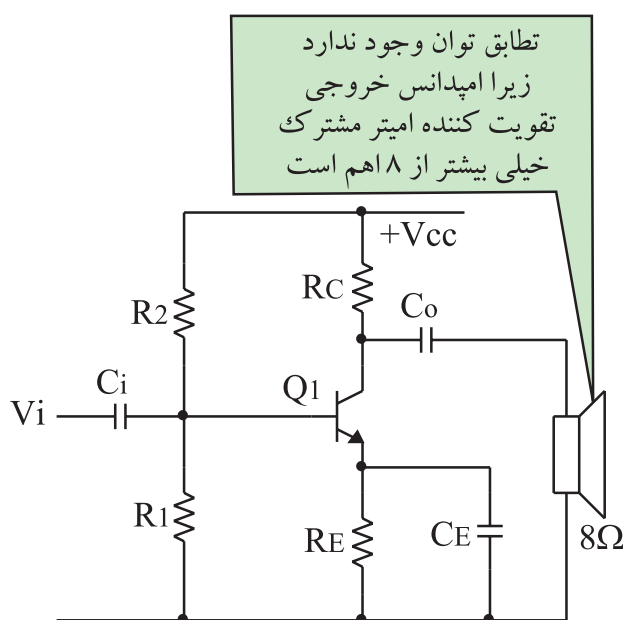 تطابق توان وجود ندارد
زیرا امپدانس خروجی
تقویت کننده امیتر مشترك
خیلی بیشتر از ۸ اهم است
+Vcc
RC
R2
Co
Ci
Q1
Vi
R1
RE
CE
8Ω